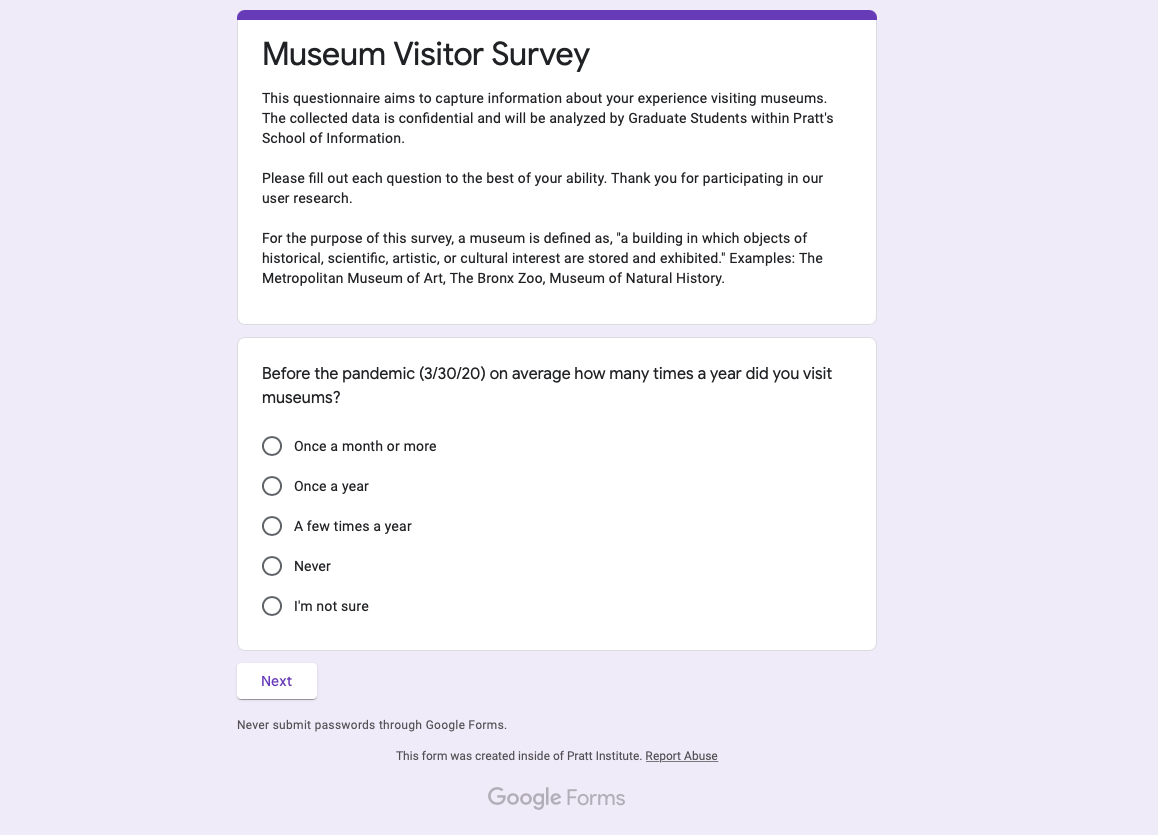 Museum Visitor Survey
This questionnaire aims to capture information about your experience visiting museums.
The collected data is confidential and will be analyzed by Graduate Students within Pratt's
School of Information.
Please fill out each question to the best of your ability. Thank you for participating in our
user research.
For the purpose of this survey, a museum is defined as, "a building in which objects of
historical, scientific, artistic, or cultural interest are stored and exhibited." Examples: The
Metropolitan Museum of Art, The Bronx Zoo, Museum of Natural History.
Before the pandemic (3/30/20) on average how many times a year did you visit
museums?
Once a month or more
Once a year
A few times a year
Never
I'm not sure
Next
Never submit passwords through Google Forms.
This form was created inside of Pratt Institute. Report Abuse
Google Forms